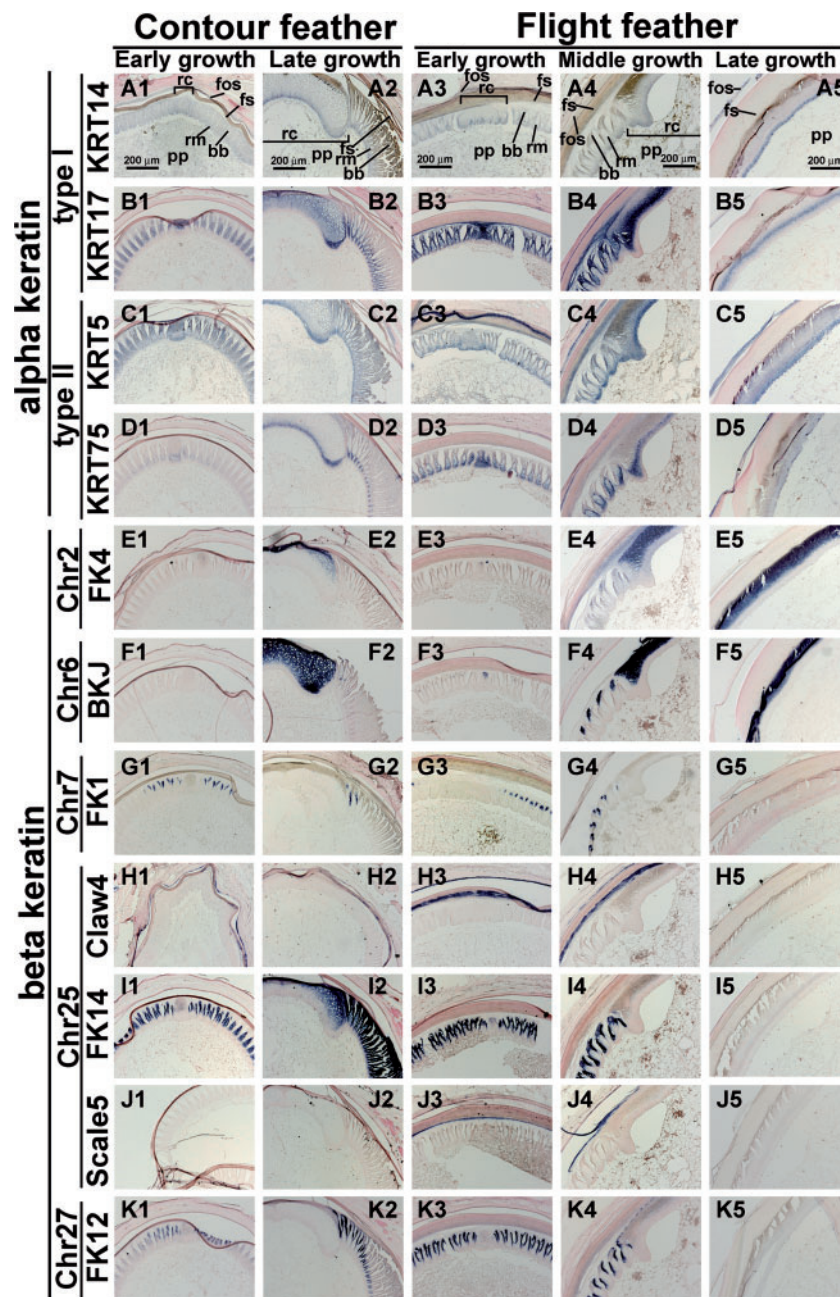 Contour feather Flight feather
Early growth Late growth Early growth Middle growth Late growth
alpha keratin
type I
KRT14
A1 rc fos fs rm bb pp 200 μm
A2 rc pp fs rm bb 200 μm
A3 fos rc fs bb rm pp 200 μm
A4 fs fos rc rm bb pp 200 μm
A5 fos fs pp 200 μm
KRT17
B1 B2 B3 B4 B5
type II
KRT5
C1 C2 C3 C4 C5
KRT75
D1 D2 D3 D4 D5
beta keratin
Chr2
FK4
E1 E2 E3 E4 E5
Chr6
BKJ
F1 F2 F3 F4 F5
Chr7
FK1
G1 G2 G3 G4 G5
Chr25
Claw4
H1 H2 H3 H4 H5
FK14
I1 I2 I3 I4 I5
Scale5
J1 J2 J3 J4 J5
Chr27
FK12
K1 K2 K3 K4 K5